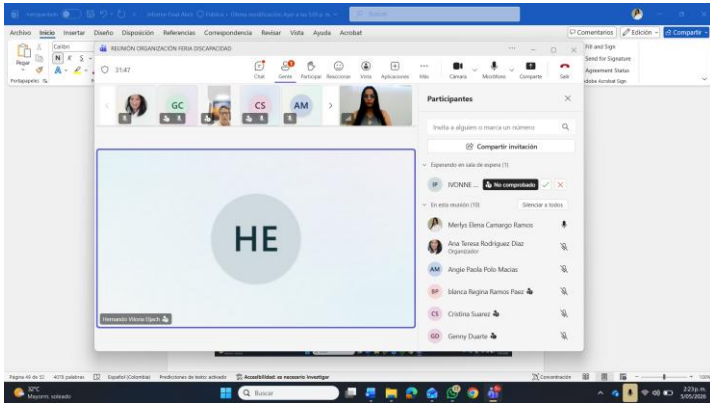 Autoguardado
Informe Final Abril
Buscar
Archivo Inicio Insertar Diseño Disposición Referencias Correspondencia Revisar Vista Ayuda Acrobat
Comentarios Edición Compartir
Pegar
Portapapeles
Calibri
N K S
Fill and Sign
Send for Signature
Agreement Status
Adobe Acrobat Sign
REUNIÓN ORGANIZACIÓN FERIA DISCAPACIDAD
31:47
Chat Gente Participar Reaccionar Vista Aplicaciones Más Cámara Micrófono Compartir Salir
GC
CS
AM
HE
Hernando Viloria Djach
Participantes
Invita a alguien o marca un número
Compartir invitación
Esperando en sala de espera (1)
IP IVONNE ... No comprobado
En esta reunión (10) Silenciar a todos
Merlys Elena Camargo Ramos
Ana Teresa Rodriguez Diaz
Organizador
AM Angie Paola Polo Macias
BP blanca Regina Ramos Paez
CS Cristina Suarez
GD Genny Duarte
Página 49 de 52 4075 palabras Español (Colombia) Predicciones de texto: activado Accesibilidad: es necesario investigar
Concentración 100%
32°C
Mayorm. soleado
Buscar
2:23 p.m.
5/05/2026